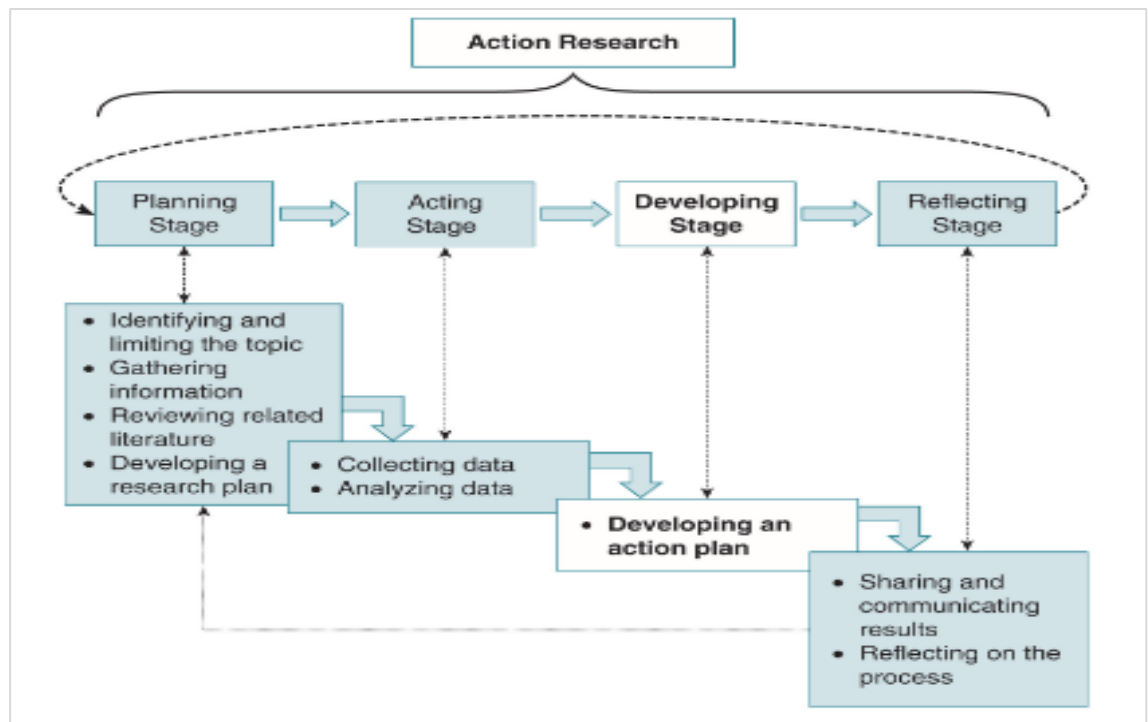 Action Research
Planning
Stage
Acting
Stage
Developing
Stage
Reflecting
Stage
• Identifying and
limiting the topic
• Gathering
information
• Reviewing related
literature
• Developing a
research plan
• Collecting data
• Analyzing data
• Developing an
action plan
• Sharing and
communicating
results
• Reflecting on the
process